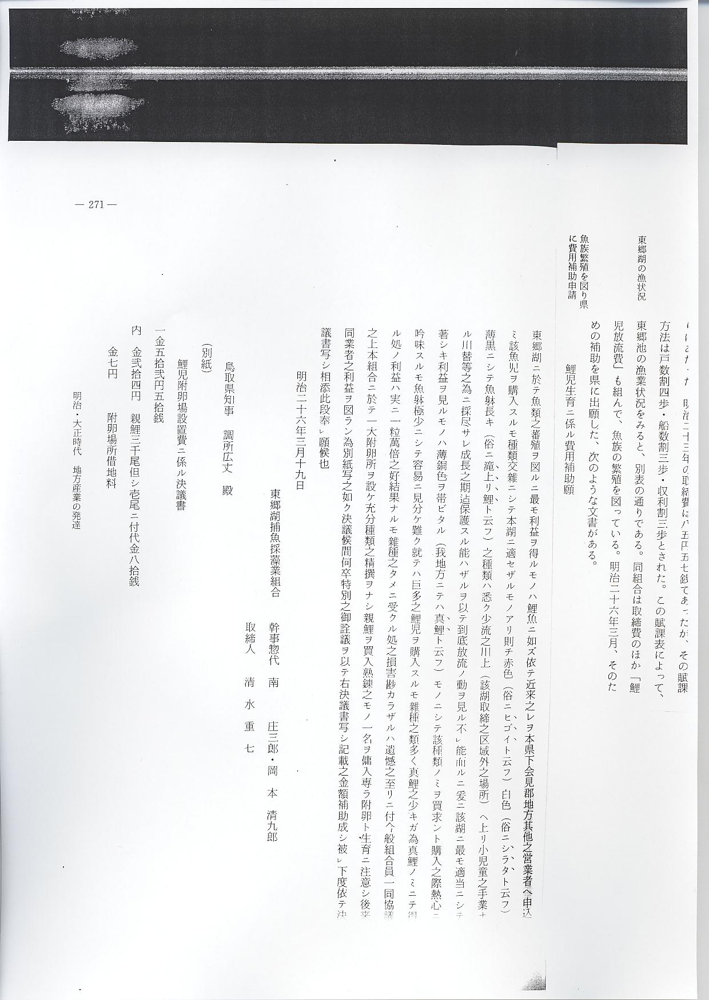 明治二十三年の取締費は八五円五七銭であったが、その賦課
方法は戸数割四歩・船数割三歩・収利割三歩とされた。この賦課表によって、
東郷湖の漁状況
東郷池の漁業状況をみると、別表の通りである。同組合は取締費のほか「鯉
児放流費」も組んで、魚族の繁殖を図っている。明治二十六年三月、そのた
魚族繁殖を図り県
に費用補助申請
めの補助を県に出願した、次のような文書がある。
鯉児生育ニ係ル費用補助願
東郷湖ニ於テ魚類之蕃殖ヲ図ルニ最モ利益ヲ得ルモノハ鯉魚ニ如ズ依テ近来之レヲ本県下会見郡地方其他之営業者へ申込
ミ該魚児ヲ購入スルモ種類交雑ニシテ本湖ニ適セザルモノアリ則チ赤色（俗ニヒゴイト云フ）白色（俗ニシラタト云フ）
薄黒ニシテ魚躰長キ（俗ニ滝上リ鯉ト云フ）之種類ハ悉ク少流之川上（該湖取締之区域外之場所）へ上リ小児童之手業ナ
ル川替等之為ニ採尽サレ成長之期迠保護スル能ハザルヲ以テ到底放流ノ動ヲ見ル不レ能而ルニ爰ニ該湖ニ最モ適当ニシテ
著シキ利益ヲ見ルモノハ薄銅色ヲ帯ビタル（我地方ニテハ真鯉ト云フ）モノニシテ該種類ノミヲ買求ント購入之際熱心ニ
吟味スルモ魚躰極少ニシテ容易ニ見分ケ難ク就テハ巨多之鯉児ヲ購入スルモ雑種之類多く真鯉之少キガ為真鯉ノミニテ得
ル処ノ利益ハ実ニ一粒萬倍之好結果ナルモ雑種之タメニ受クル処之損害尠カラザルハ遺憾之至リニ付今般組合員一同協議
之上本組合ニ於テ一大附卵所ヲ設ケ充分種類之精撰ヲナシ親鯉ヲ買入熟錬之モノ一名ヲ傭入専ラ附卵ト生育ニ注意シ後来
同業者之利益ヲ図ラン為別紙写之如ク決議候間何卒特別之御詮議ヲ以テ右決議書写シ記載之金額補助成シ被レ下度依テ決
議書写シ相添此段奉レ願候也
明治二十六年三月十九日
東郷湖捕魚採藻業組合　幹事惣代　南　庄三郎・岡本　清九郎
取締人　清水重七
鳥取県知事　調所広丈　殿
（別紙）
鯉児附卵場設置費ニ係ル決議書
一金五拾弐円五拾銭
内　金弐拾四円　親鯉三千尾但シ壱尾ニ付代金八拾銭
金七円　附卵場所借地料
明治・大正時代　地方産業の発達
― 271 ―